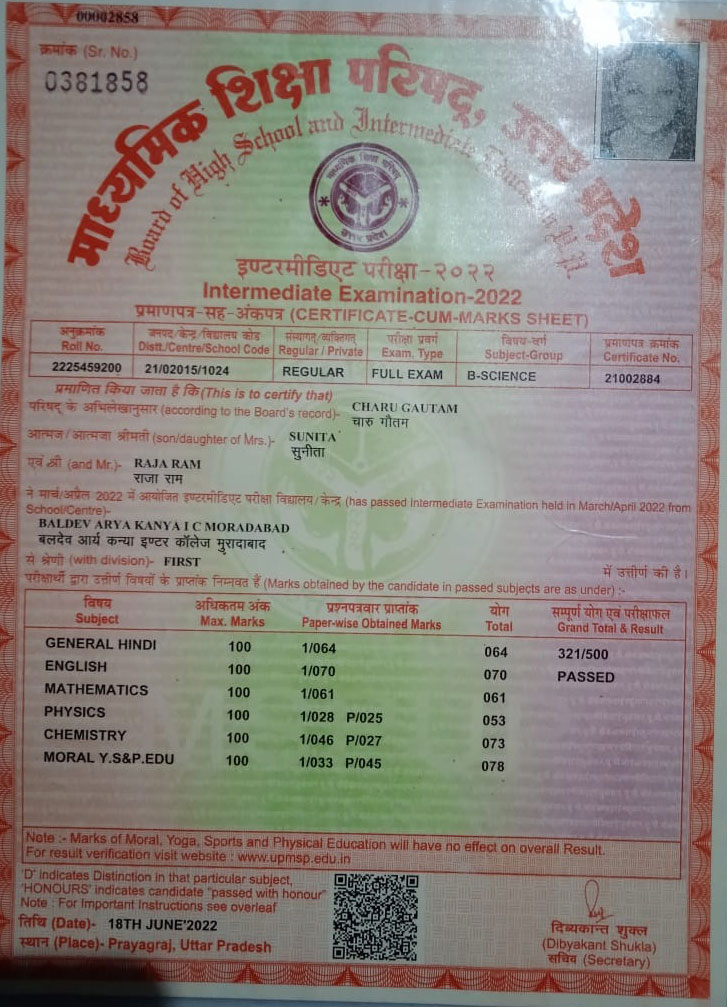 00002858
क्रमांक (Sr. No.)
0381858
माध्यमिक शिक्षा परिषद्, उत्तर प्रदेश
Board of High School and Intermediate Education U.P.
माध्यमिक शिक्षा परिषद
उत्तर प्रदेश
इण्टरमीडिएट परीक्षा-२०२२
Intermediate Examination-2022
प्रमाणपत्र-सह-अंकपत्र (CERTIFICATE-CUM-MARKS SHEET)
अनुक्रमांक जनपद/केन्द्र/विद्यालय कोड संस्थागत/व्यक्तिगत परीक्षा प्रवर्ग विषय-वर्ग प्रमाणपत्र क्रमांक
Roll No. Distt./Centre/School Code Regular / Private Exam. Type Subject-Group Certificate No.
2225459200 21/02015/1024 REGULAR FULL EXAM B-SCIENCE 21002884
प्रमाणित किया जाता है कि (This is to certify that)
परिषद् के अभिलेखानुसार (according to the Board's record)- CHARU GAUTAM
चारु गौतम
आत्मज/आत्मजा श्रीमती (son/daughter of Mrs.)- SUNITA
सुनीता
एवं श्री (and Mr.)- RAJA RAM
राजा राम
ने मार्च/अप्रैल 2022 में आयोजित इण्टरमीडिएट परीक्षा विद्यालय/केन्द्र (has passed Intermediate Examination held in March/April 2022 from
School/Centre)-
BALDEV ARYA KANYA I C MORADABAD
बलदेव आर्य कन्या इण्टर कॉलेज मुरादाबाद
से श्रेणी (with division)- FIRST में उत्तीर्ण की है।
परीक्षार्थी द्वारा उत्तीर्ण विषयों के प्राप्तांक निम्नवत हैं (Marks obtained by the candidate in passed subjects are as under) :-
विषय अधिकतम अंक प्रश्नपत्रवार प्राप्तांक योग सम्पूर्ण योग एवं परीक्षाफल
Subject Max. Marks Paper-wise Obtained Marks Total Grand Total & Result
GENERAL HINDI 100 1/064 064 321/500
ENGLISH 100 1/070 070 PASSED
MATHEMATICS 100 1/061 061
PHYSICS 100 1/028 P/025 053
CHEMISTRY 100 1/046 P/027 073
MORAL Y.S&P.EDU 100 1/033 P/045 078
Note :- Marks of Moral, Yoga, Sports and Physical Education will have no effect on overall Result.
For result verification visit website : www.upmsp.edu.in
'D' indicates Distinction in that particular subject,
'HONOURS' indicates candidate "passed with honour"
Note : For Important Instructions see overleaf
तिथि (Date)- 18TH JUNE'2022
स्थान (Place)- Prayagraj, Uttar Pradesh
दिब्यकान्त शुक्ल
(Dibyakant Shukla)
सचिव (Secretary)